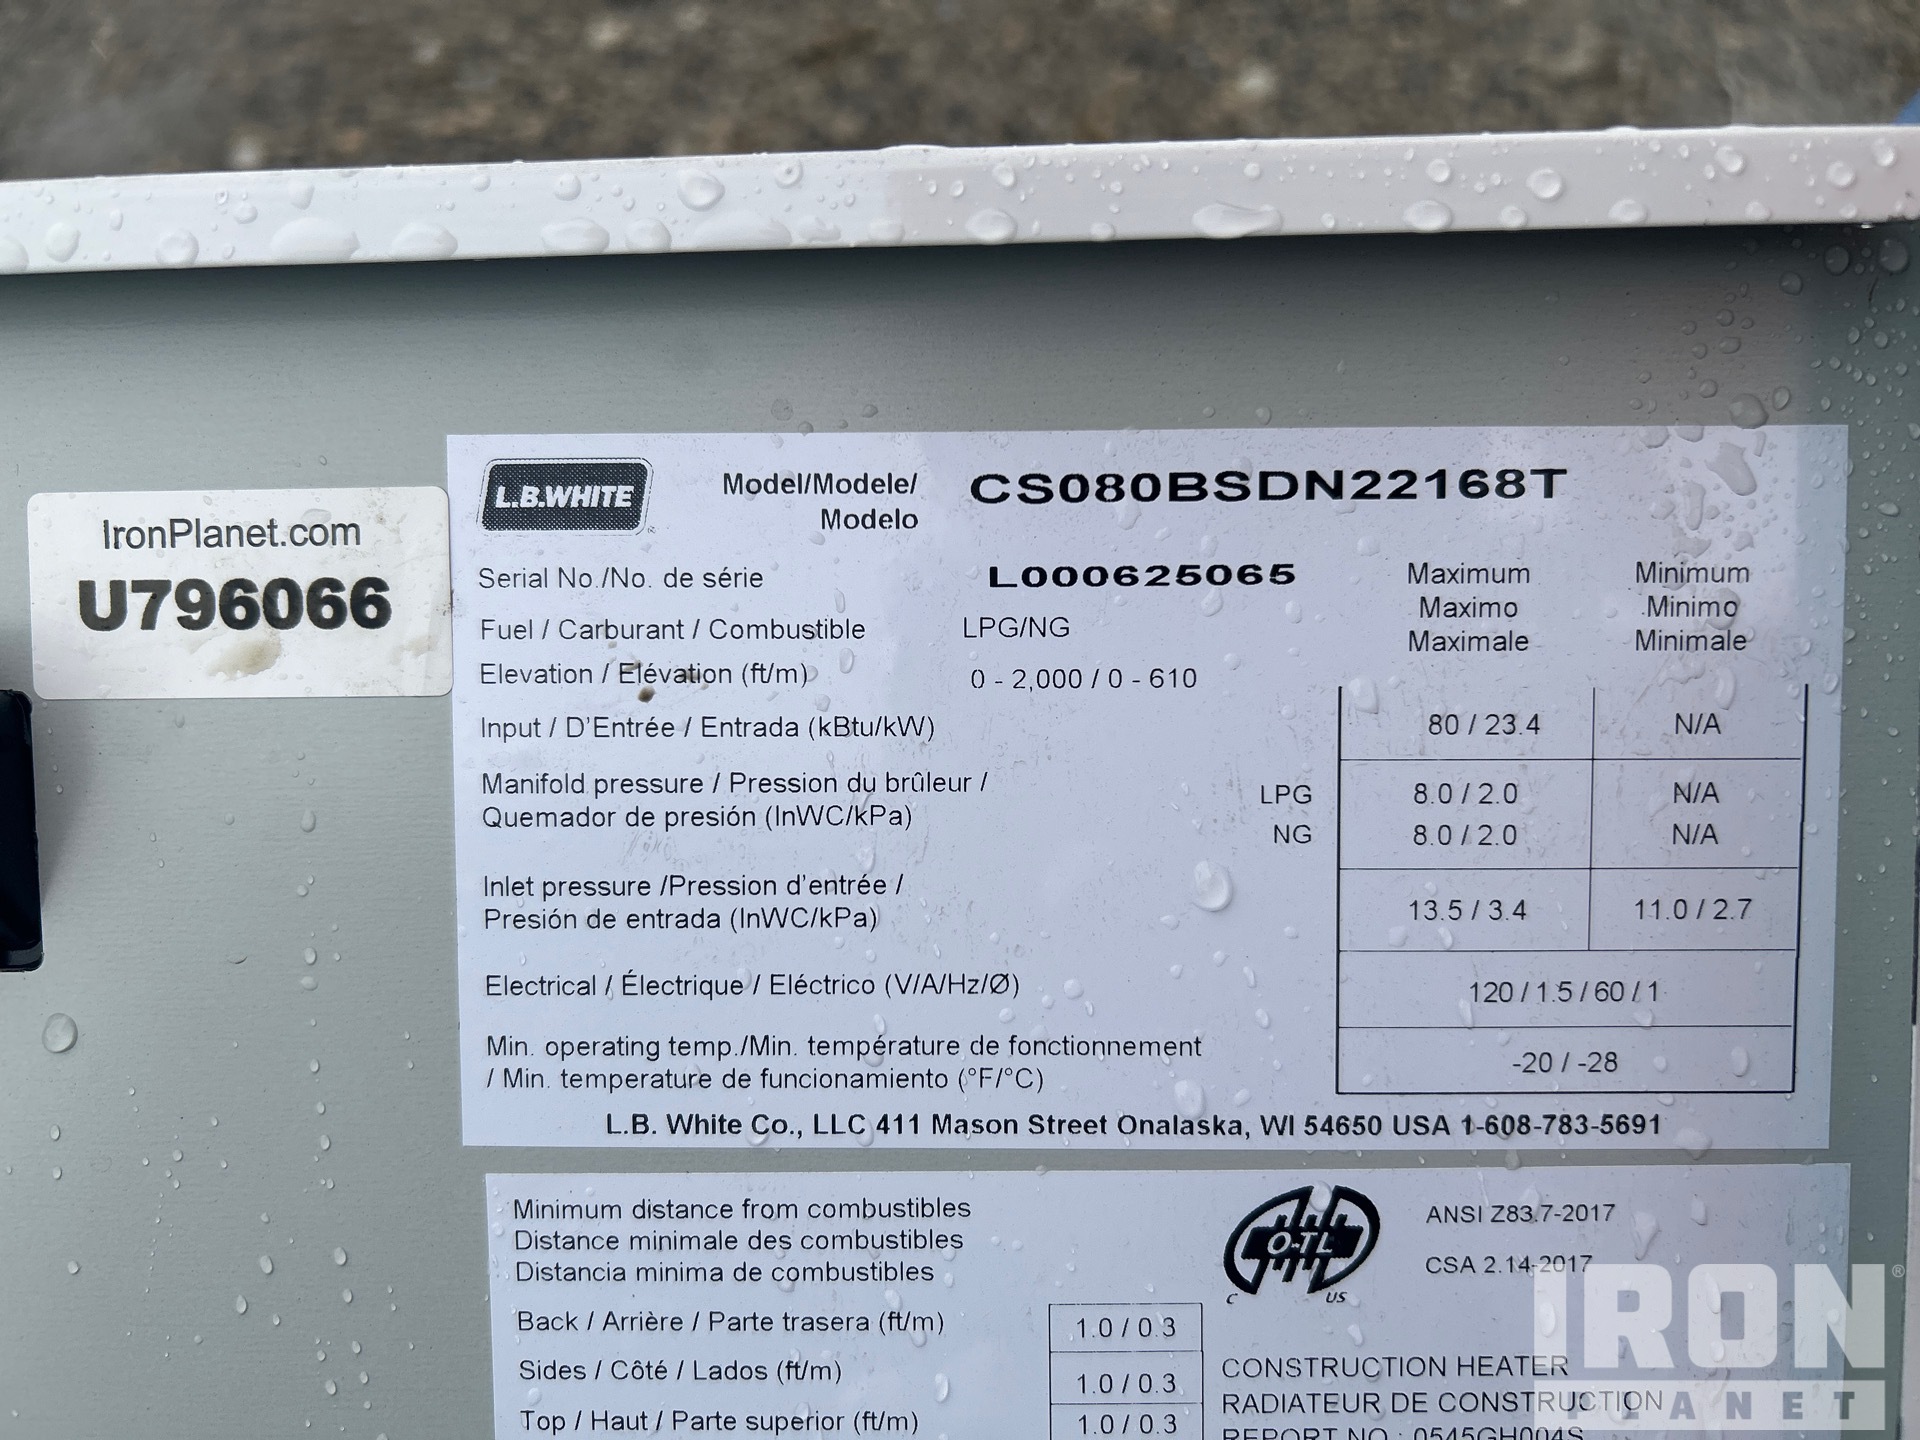 IronPlanet.com
U796066
L.B.WHITE
Model/Modele/ CS080BSDN22168T
Modelo
Serial No./No. de série L000625065 Maximum Minimum
Maximo Minimo
Fuel / Carburant / Combustible LPG/NG Maximale Minimale
Elevation / Elévation (ft/m) 0 - 2,000 / 0 - 610
Input / D'Entrée / Entrada (kBtu/kW) 80 / 23.4 N/A
Manifold pressure / Pression du brûleur / LPG 8.0 / 2.0 N/A
Quemador de presión (InWC/kPa) NG 8.0 / 2.0 N/A
Inlet pressure /Pression d'entrée /
Presión de entrada (InWC/kPa) 13.5 / 3.4 11.0 / 2.7
Electrical / Électrique / Eléctrico (V/A/Hz/Ø) 120 / 1.5 / 60 / 1
Min. operating temp./Min. température de fonctionnement
/ Min. temperature de funcionamiento (°F/°C) -20 / -28
L.B. White Co., LLC 411 Mason Street Onalaska, WI 54650 USA 1-608-783-5691
Minimum distance from combustibles
Distance minimale des combustibles
Distancia minima de combustibles
Back / Arrière / Parte trasera (ft/m) 1.0 / 0.3
Sides / Côté / Lados (ft/m) 1.0 / 0.3
Top / Haut / Parte superior (ft/m) 1.0 / 0.3
O-TL
C US
ANSI Z83.7-2017
CSA 2.14-2017
CONSTRUCTION HEATER
RADIATEUR DE CONSTRUCTION
REPORT NO.: 0545GH004S
IRON
PLANET